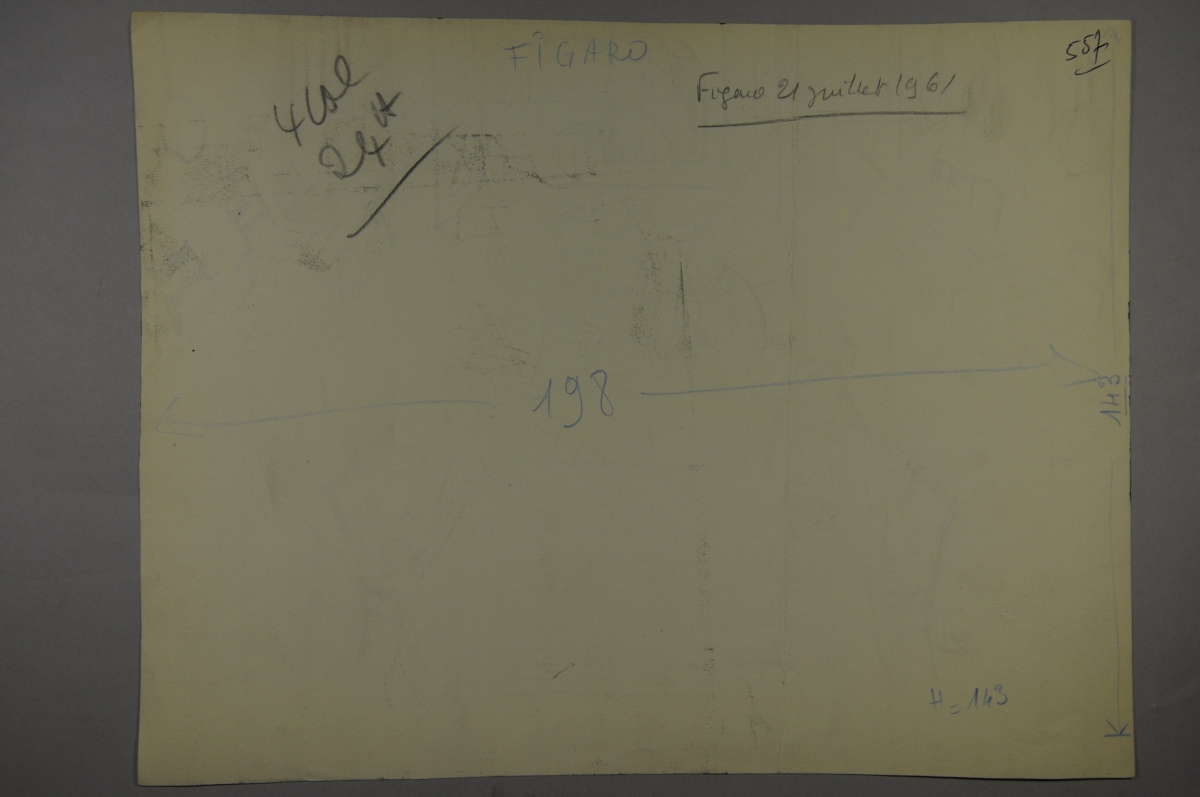 FIGARO
557
Figaro 21 juillet 1961
4 Col
24 H
198
143
H = 143